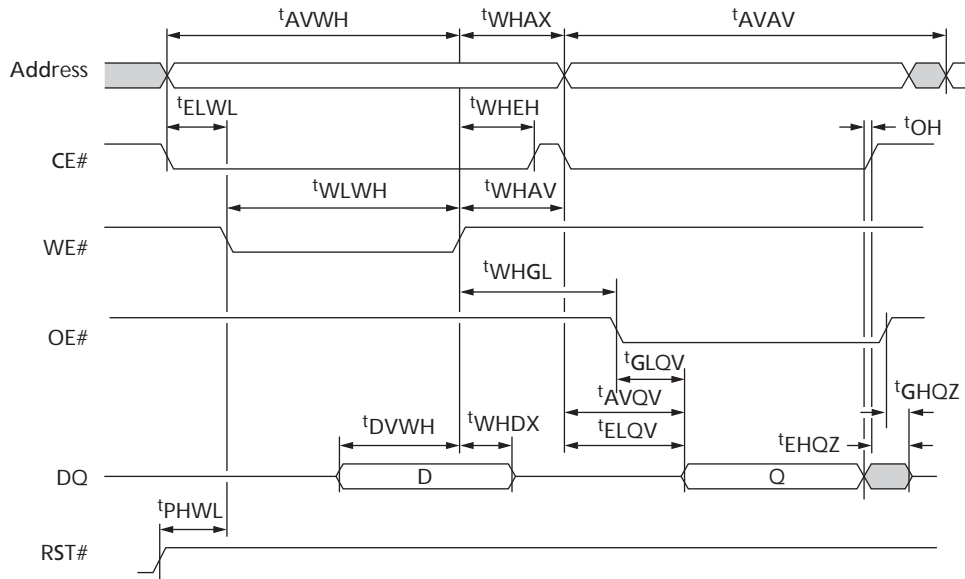 tAVWH tWHAX tAVAV
Address
tELWL tWHEH tOH
CE#
tWLWH tWHAV
WE#
tWHGL
OE#
tGLQV tGHQZ
tAVQV
tDVWH tWHDX tELQV tEHQZ
DQ D Q
tPHWL
RST#